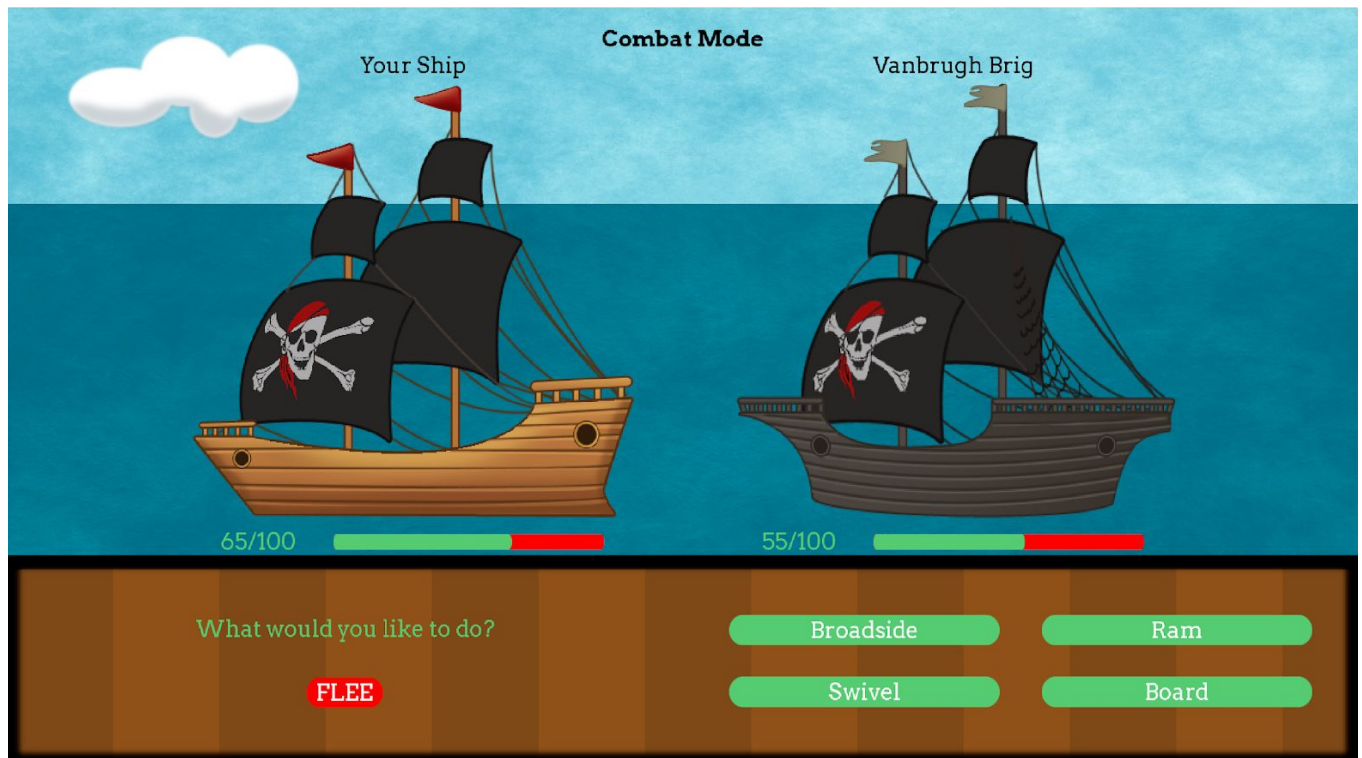 Combat Mode
Your Ship
Vanbrugh Brig
65/100
55/100
What would you like to do?
FLEE
Broadside
Ram
Swivel
Board